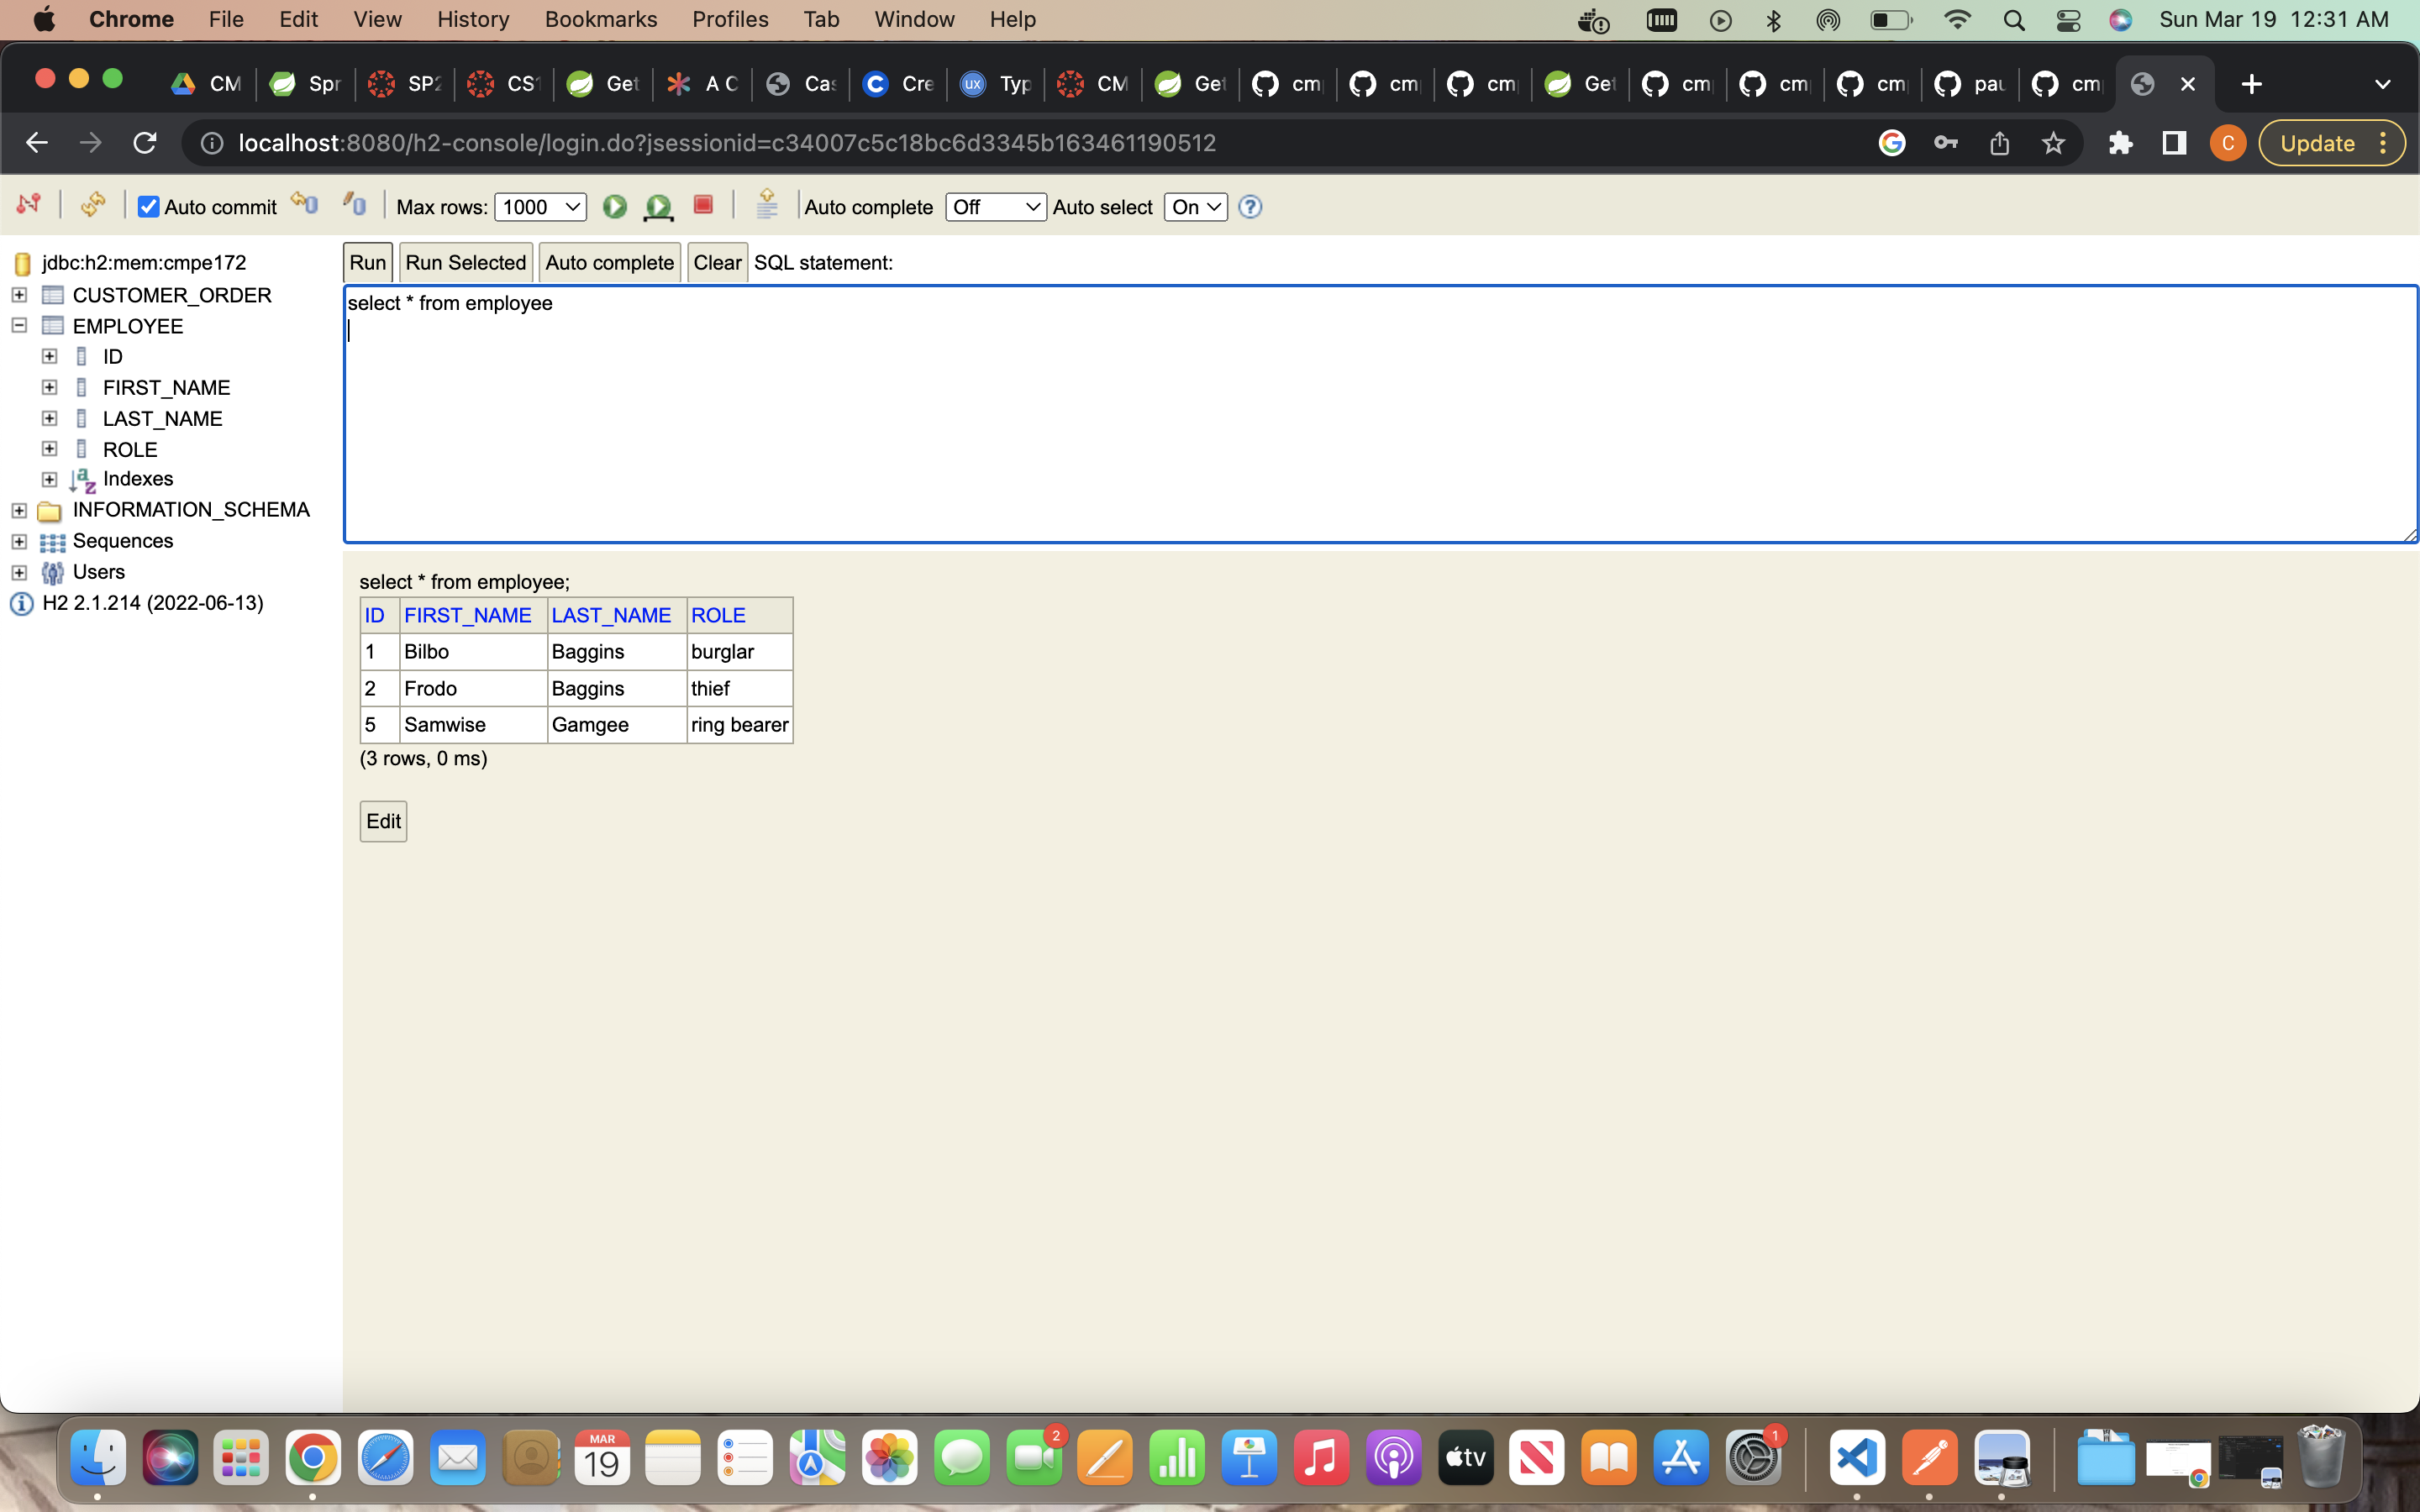 Chrome File Edit View History Bookmarks Profiles Tab Window Help Sun Mar 19 12:31 AM
CM Spr SP2 CS1 Get A C Cas Cre ux Typ CM Get cm cm cm Get cm cm cm pau cm
localhost:8080/h2-console/login.do?jsessionid=c34007c5c18bc6d3345b163461190512 C Update
Auto commit Max rows: 1000 Auto complete Off Auto select On
jdbc:h2:mem:cmpe172
CUSTOMER_ORDER
EMPLOYEE
ID
FIRST_NAME
LAST_NAME
ROLE
Indexes
INFORMATION_SCHEMA
Sequences
Users
H2 2.1.214 (2022-06-13)
Run Run Selected Auto complete Clear SQL statement:
select * from employee
select * from employee;
ID FIRST_NAME LAST_NAME ROLE
1 Bilbo Baggins burglar
2 Frodo Baggins thief
5 Samwise Gamgee ring bearer
(3 rows, 0 ms)
Edit
MAR
19
2
tv
1